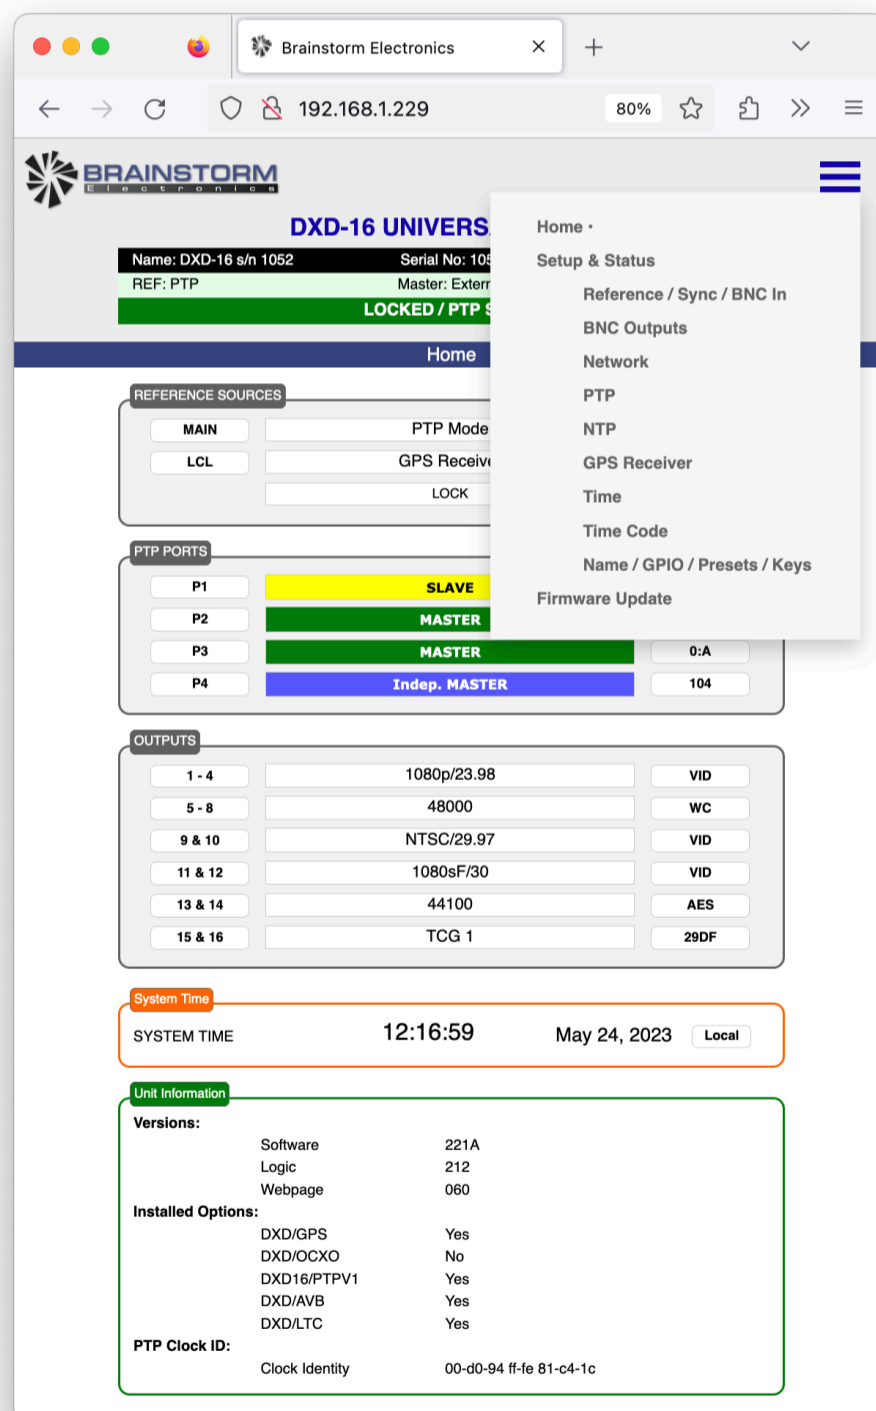 Brainstorm Electronics
192.168.1.229 80%
BRAINSTORM
Electronics
DXD-16
Name: DXD-16 s/n 1052 Serial No:
REF: PTP Master:
LOCKED / PTP
Home
Home •
Setup & Status
Reference / Sync / BNC In
BNC Outputs
Network
PTP
NTP
GPS Receiver
Time
Time Code
Name / GPIO / Presets / Keys
Firmware Update
REFERENCE SOURCES
MAIN PTP Mode
LCL GPS
LOCK
PTP PORTS
P1 SLAVE
P2 MASTER
P3 MASTER 0:A
P4 Indep. MASTER 104
OUTPUTS
1 - 4 1080p/23.98 VID
5 - 8 48000 WC
9 & 10 NTSC/29.97 VID
11 & 12 1080sF/30 VID
13 & 14 44100 AES
15 & 16 TCG 1 29DF
System Time
SYSTEM TIME 12:16:59 May 24, 2023 Local
Unit Information
Versions:
Software 221A
Logic 212
Webpage 060
Installed Options:
DXD/GPS Yes
DXD/OCXO No
DXD16/PTPV1 Yes
DXD/AVB Yes
DXD/LTC Yes
PTP Clock ID:
Clock Identity 00-d0-94 ff-fe 81-c4-1c